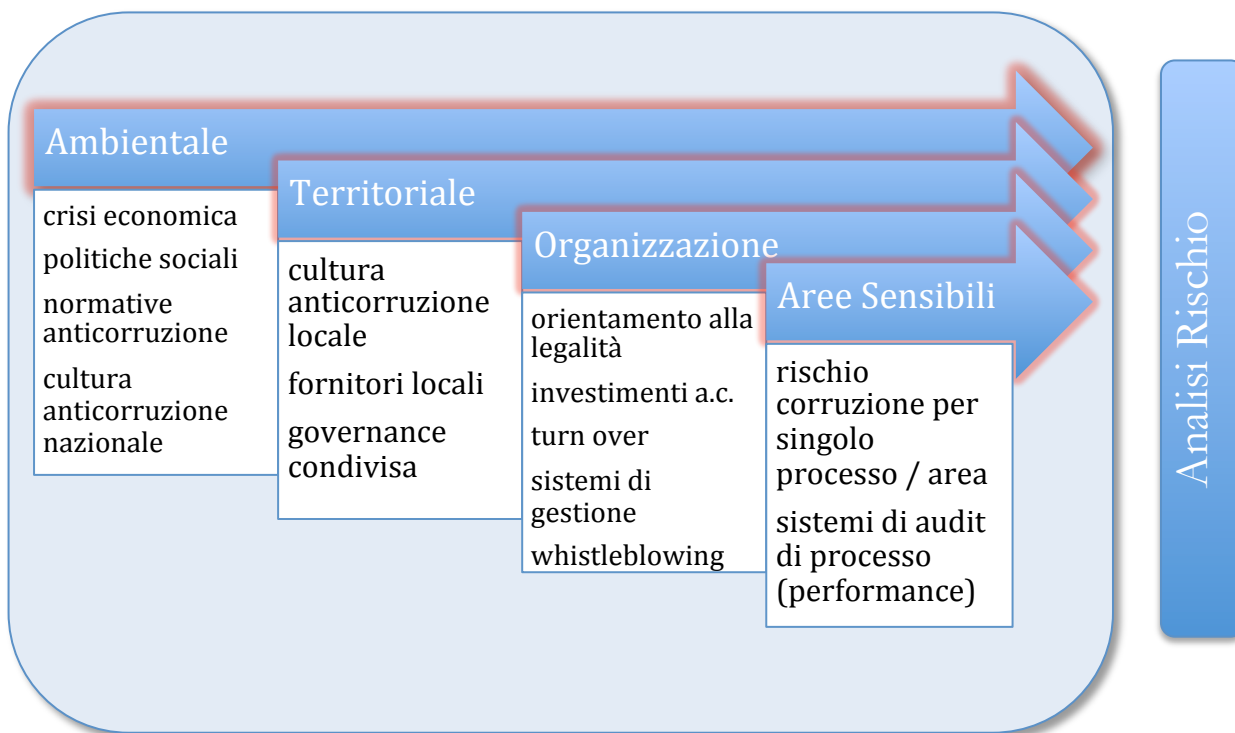 Ambientale
crisi economica
politiche sociali
normative
anticorruzione
cultura
anticorruzione
nazionale
Territoriale
cultura
anticorruzione
locale
fornitori locali
governance
condivisa
Organizzazione
orientamento alla
legalità
investimenti a.c.
turn over
sistemi di
gestione
whistleblowing
Aree Sensibili
rischio
corruzione per
singolo
processo / area
sistemi di audit
di processo
(performance)
Analisi Rischio